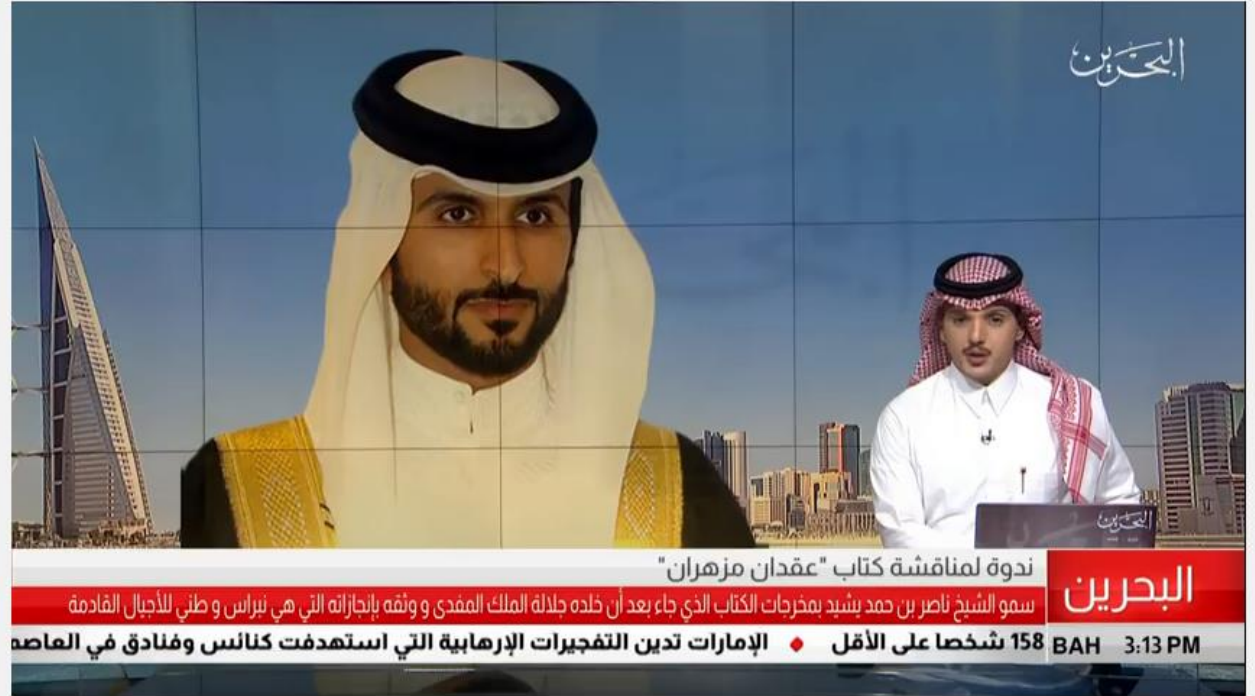 البحرين
البحرين
ندوة لمناقشة كتاب "عقدان مزهران"
البحرين
سمو الشيخ ناصر بن حمد يشيد بمخرجات الكتاب الذي جاء بعد أن خلده جلالة الملك المفدى و وثقه بإنجازاته التي هي نبراس و طني للأجيال القادمة
158 شخصا على الأقل ♦ الإمارات تدين التفجيرات الإرهابية التي استهدفت كنائس وفنادق في العاصم
BAH 3:13 PM